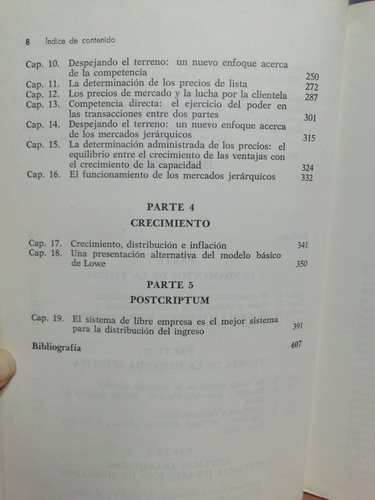 8 Índice de contenido
Cap. 10. Despejando el terreno: un nuevo enfoque acerca
de la competencia 250
Cap. 11. La determinación de los precios de lista 272
Cap. 12. Los precios de mercado y la lucha por la clientela 287
Cap. 13. Competencia directa: el ejercicio del poder en
las transacciones entre dos partes 301
Cap. 14. Despejando el terreno: un nuevo enfoque acerca
de los mercados jerárquicos 315
Cap. 15. La determinación administrada de los precios: el
equilibrio entre el crecimiento de las ventajas con
el crecimiento de la capacidad 324
Cap. 16. El funcionamiento de los mercados jerárquicos 332
PARTE 4
CRECIMIENTO
Cap. 17. Crecimiento, distribución e inflación 341
Cap. 18. Una presentación alternativa del modelo básico
de Lowe 350
PARTE 5
POSTCRIPTUM
Cap. 19. El sistema de libre empresa es el mejor sistema
para la distribución del ingreso 391
Bibliografía 407